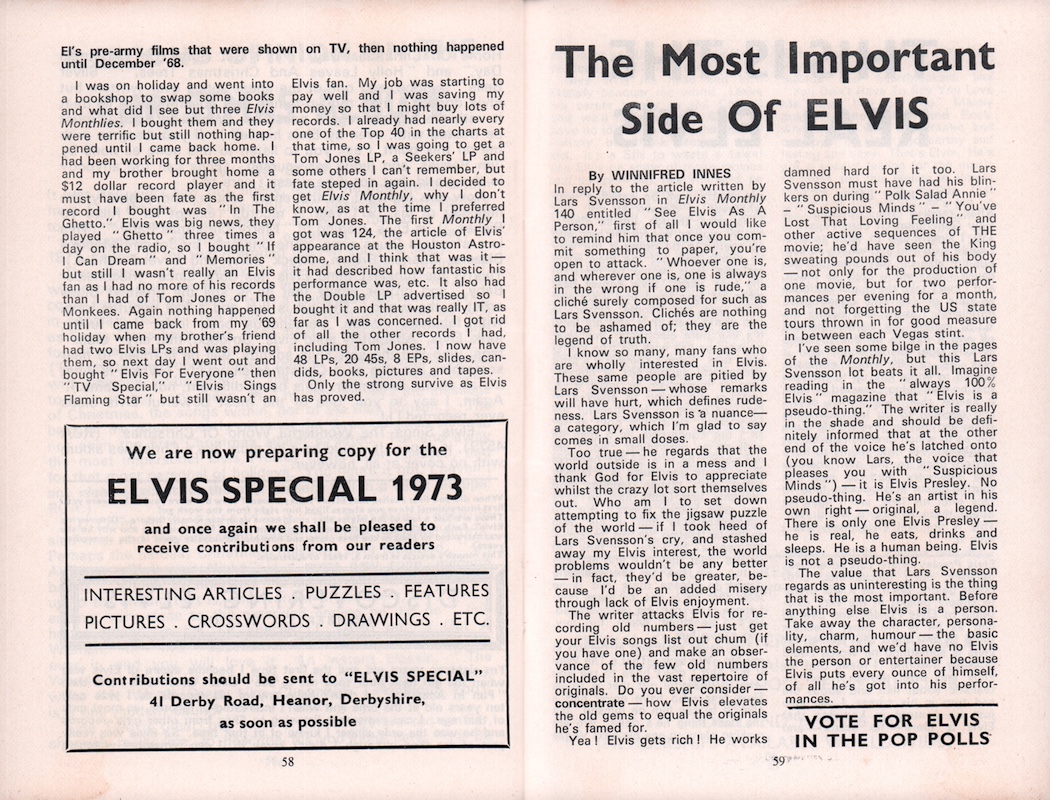 El's pre-army films that were shown on TV, then nothing happened
until December '68.
I was on holiday and went into
a bookshop to swap some books
and what did I see but three Elvis
Monthlies. I bought them and they
were terrific but still nothing hap-
pened until I came back home. I
had been working for three months
and my brother brought home a
$12 dollar record player and it
must have been fate as the first
record I bought was "In The
Ghetto." Elvis was big news, they
played "Ghetto" three times a
day on the radio, so I bought "If
I Can Dream" and "Memories"
but still I wasn't really an Elvis
fan as I had no more of his records
than I had of Tom Jones or The
Monkees. Again nothing happened
until I came back from my '69
holiday when my brother's friend
had two Elvis LPs and was playing
them, so next day I went out and
bought "Elvis For Everyone" then
"TV Special," "Elvis Sings
Flaming Star" but still wasn't an
Elvis fan. My job was starting to
pay well and I was saving my
money so that I might buy lots of
records. I already had nearly every
one of the Top 40 in the charts at
that time, so I was going to get a
Tom Jones LP, a Seekers' LP and
some others I can't remember, but
fate steped in again. I decided to
get Elvis Monthly, why I don't
know, as at the time I preferred
Tom Jones. The first Monthly I
got was 124, the article of Elvis'
appearance at the Houston Astro-
dome, and I think that was it—
it had described how fantastic his
performance was, etc. It also had
the Double LP advertised so I
bought it and that was really IT, as
far as I was concerned. I got rid
of all the other records I had,
including Tom Jones. I now have
48 LPs, 20 45s, 8 EPs, slides, can-
dids, books, pictures and tapes.
Only the strong survive as Elvis
has proved.
We are now preparing copy for the
ELVIS SPECIAL 1973
and once again we shall be pleased to
receive contributions from our readers
INTERESTING ARTICLES . PUZZLES . FEATURES
PICTURES . CROSSWORDS . DRAWINGS . ETC.
Contributions should be sent to "ELVIS SPECIAL"
41 Derby Road, Heanor, Derbyshire,
as soon as possible
58
The Most Important
Side Of ELVIS
By WINNIFRED INNES
In reply to the article written by
Lars Svensson in Elvis Monthly
140 entitled "See Elvis As A
Person," first of all I would like
to remind him that once you com-
mit something to paper, you're
open to attack. "Whoever one is,
and wherever one is, one is always
in the wrong if one is rude," a
cliché surely composed for such as
Lars Svensson. Clichés are nothing
to be ashamed of; they are the
legend of truth.
I know so many, many fans who
are wholly interested in Elvis.
These same people are pitied by
Lars Svensson—whose remarks
will have hurt, which defines rude-
ness. Lars Svensson is a nuance—
a category, which I'm glad to say
comes in small doses.
Too true—he regards that the
world outside is in a mess and I
thank God for Elvis to appreciate
whilst the crazy lot sort themselves
out. Who am I to set down
attempting to fix the jigsaw puzzle
of the world—if I took heed of
Lars Svensson's cry, and stashed
away my Elvis interest, the world
problems wouldn't be any better
—in fact, they'd be greater, be-
cause I'd be an added misery
through lack of Elvis enjoyment.
The writer attacks Elvis for re-
cording old numbers—just get
your Elvis songs list out chum (if
you have one) and make an obser-
vance of the few old numbers
included in the vast repertoire of
originals. Do you ever consider—
concentrate—how Elvis elevates
the old gems to equal the originals
he's famed for.
Yea! Elvis gets rich! He works
damned hard for it too. Lars
Svensson must have had his blin-
kers on during "Polk Salad Annie"
– "Suspicious Minds" – "You've
Lost That Loving Feeling" and
other active sequences of THE
movie; he'd have seen the King
sweating pounds out of his body
—not only for the production of
one movie, but for two perfor-
mances per evening for a month,
and not forgetting the US state
tours thrown in for good measure
in between each Vegas stint.
I've seen some bilge in the pages
of the Monthly, but this Lars
Svensson lot beats it all. Imagine
reading in the "always 100%
Elvis" magazine that "Elvis is a
pseudo-thing." The writer is really
in the shade and should be defi-
nitely informed that at the other
end of the voice he's latched onto
(you know Lars, the voice that
pleases you with "Suspicious
Minds")—it is Elvis Presley. No
pseudo-thing. He's an artist in his
own right—original, a legend.
There is only one Elvis Presley—
he is real, he eats, drinks and
sleeps. He is a human being. Elvis
is not a pseudo-thing.
The value that Lars Svensson
regards as uninteresting is the thing
that is the most important. Before
anything else Elvis is a person.
Take away the character, persona-
lity, charm, humour—the basic
elements, and we'd have no Elvis
the person or entertainer because
Elvis puts every ounce of himself,
of all he's got into his perfor-
mances.
VOTE FOR ELVIS
IN THE POP POLLS
59